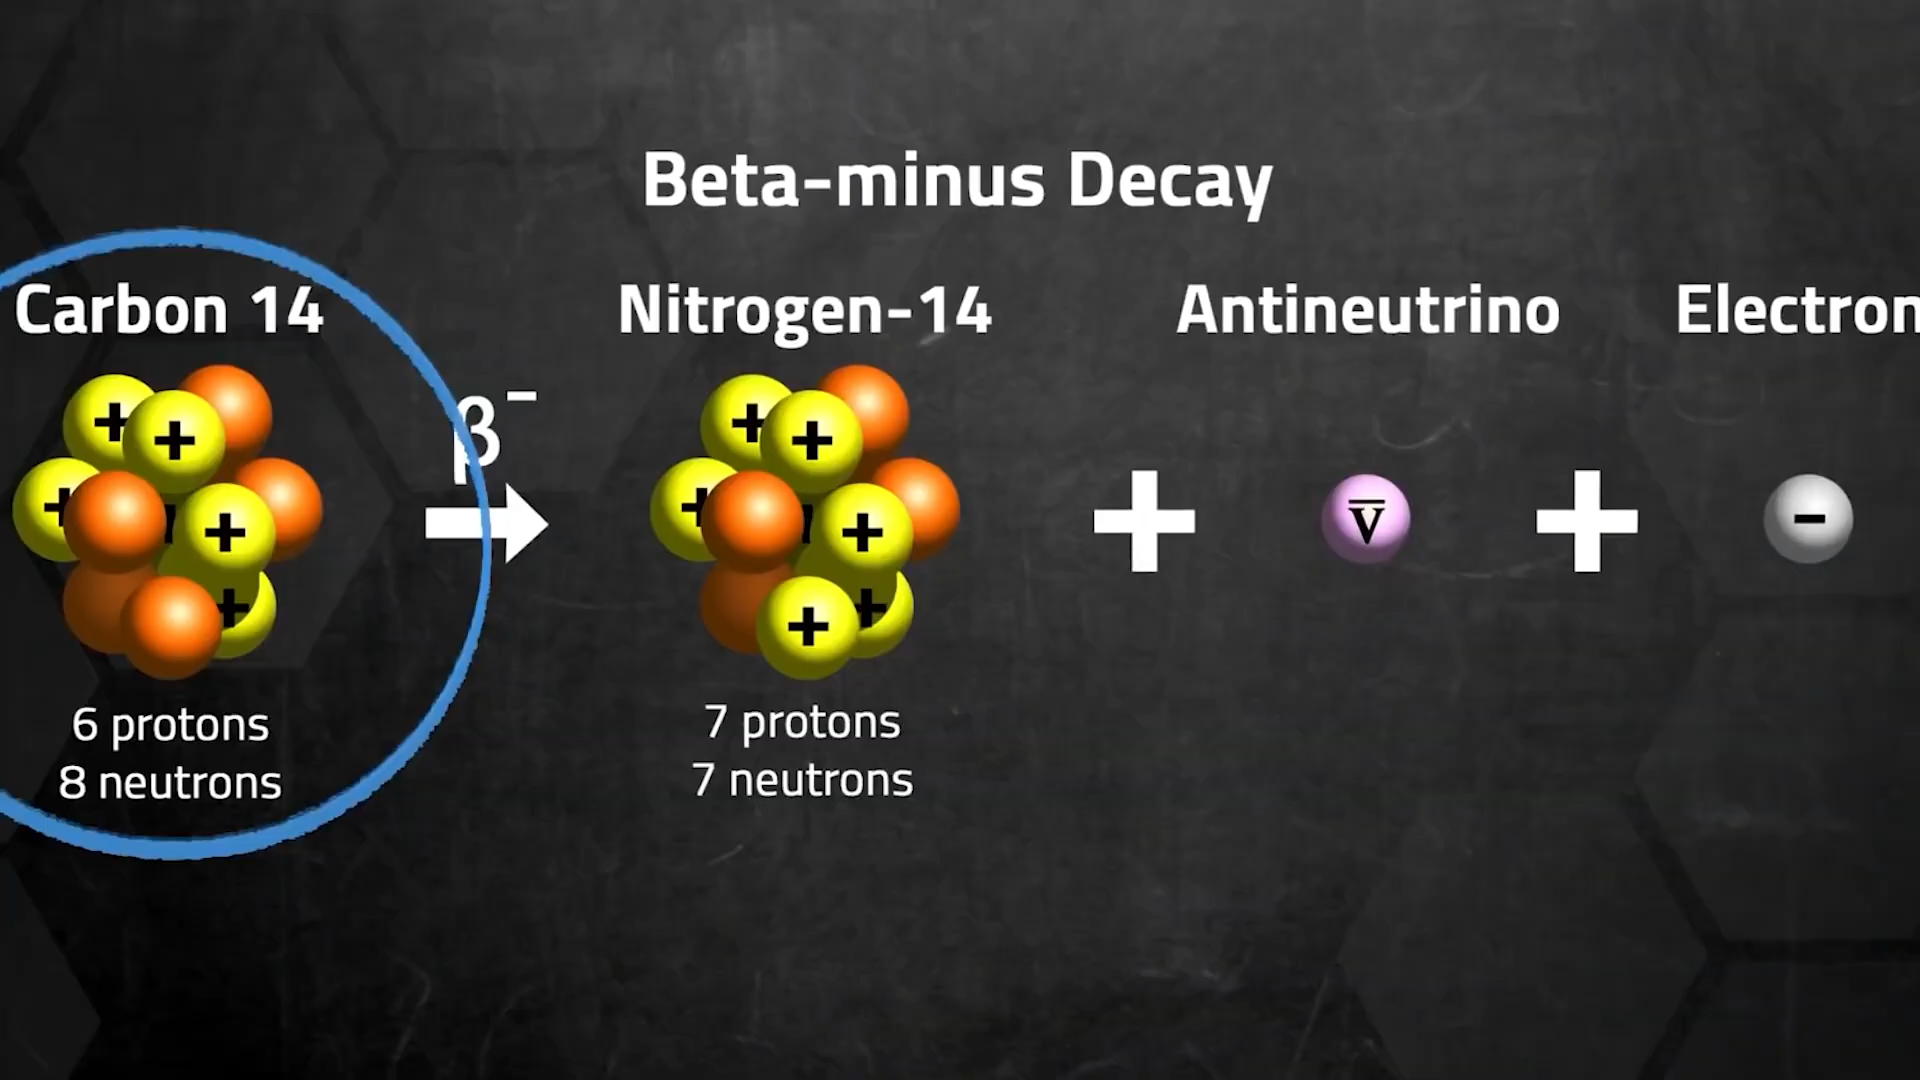 Beta-minus Decay
Carbon 14
Nitrogen-14
Antineutrino
Electron
+
+
+
+
+
+
β⁻
+
+
+
+
+
+
+
ν̅
+
-
6 protons
8 neutrons
7 protons
7 neutrons